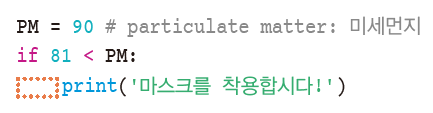 PM = 90 # particulate matter: 미세먼지
if 81 < PM:
print('마스크를 착용합시다!')